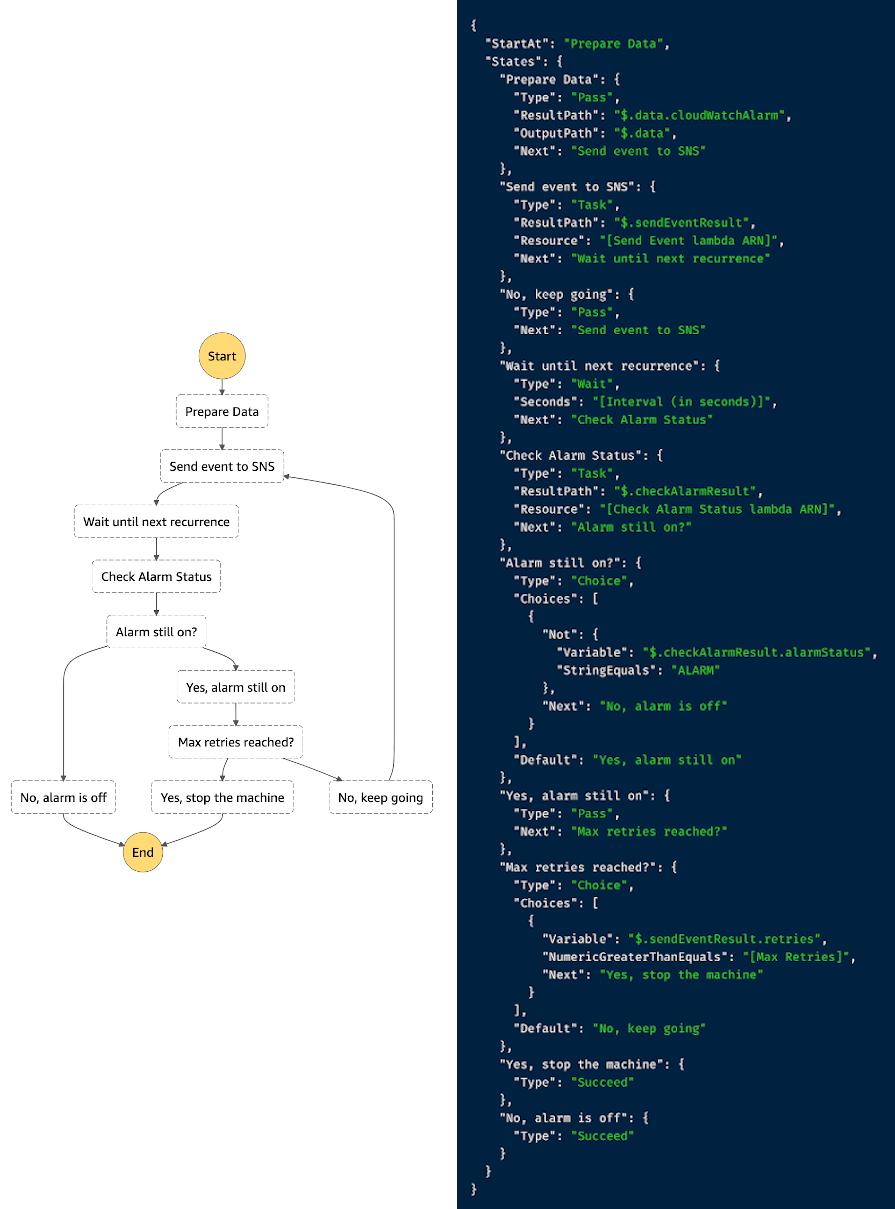 Start
Prepare Data
Send event to SNS
Wait until next recurrence
Check Alarm Status
Alarm still on?
Yes, alarm still on
Max retries reached?
No, alarm is off
Yes, stop the machine
No, keep going
End
{
  "StartAt": "Prepare Data",
  "States": {
    "Prepare Data": {
      "Type": "Pass",
      "ResultPath": "$.data.cloudWatchAlarm",
      "OutputPath": "$.data",
      "Next": "Send event to SNS"
    },
    "Send event to SNS": {
      "Type": "Task",
      "ResultPath": "$.sendEventResult",
      "Resource": "[Send Event lambda ARN]",
      "Next": "Wait until next recurrence"
    },
    "No, keep going": {
      "Type": "Pass",
      "Next": "Send event to SNS"
    },
    "Wait until next recurrence": {
      "Type": "Wait",
      "Seconds": "[Interval (in seconds)]",
      "Next": "Check Alarm Status"
    },
    "Check Alarm Status": {
      "Type": "Task",
      "ResultPath": "$.checkAlarmResult",
      "Resource": "[Check Alarm Status lambda ARN]",
      "Next": "Alarm still on?"
    },
    "Alarm still on?": {
      "Type": "Choice",
      "Choices": [
        {
          "Not": {
            "Variable": "$.checkAlarmResult.alarmStatus",
            "StringEquals": "ALARM"
          },
          "Next": "No, alarm is off"
        }
      ],
      "Default": "Yes, alarm still on"
    },
    "Yes, alarm still on": {
      "Type": "Pass",
      "Next": "Max retries reached?"
    },
    "Max retries reached?": {
      "Type": "Choice",
      "Choices": [
        {
          "Variable": "$.sendEventResult.retries",
          "NumericGreaterThanEquals": "[Max Retries]",
          "Next": "Yes, stop the machine"
        }
      ],
      "Default": "No, keep going"
    },
    "Yes, stop the machine": {
      "Type": "Succeed"
    },
    "No, alarm is off": {
      "Type": "Succeed"
    }
  }
}